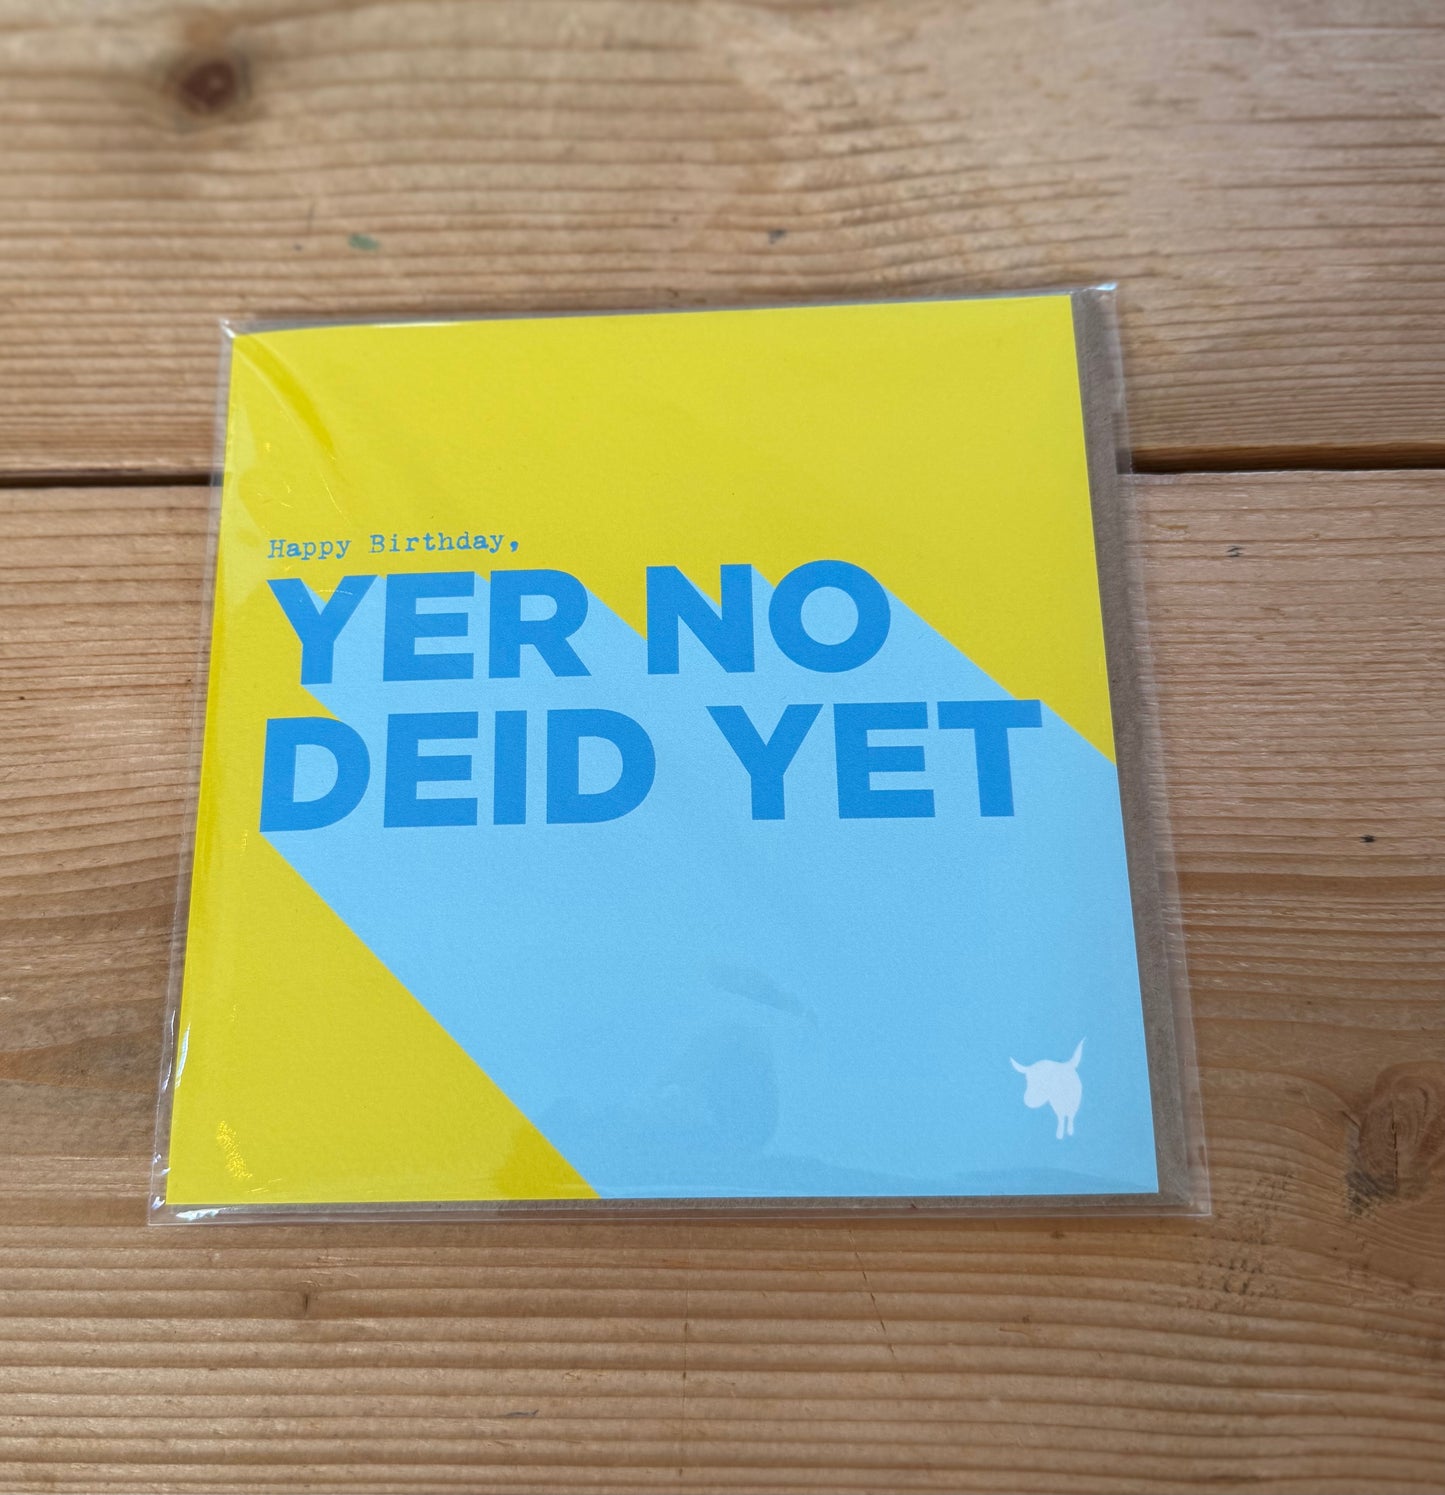 Happy Birthday,
YER NO
DEID YET